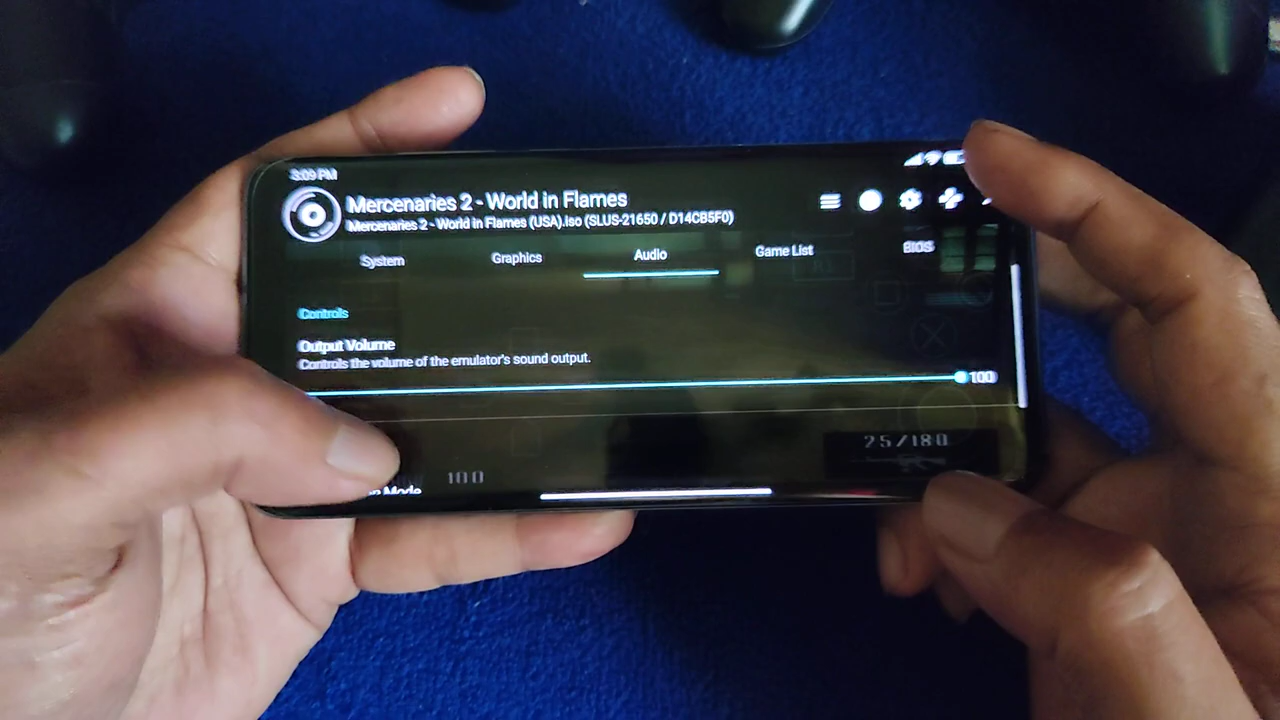 3:09 PM
Mercenaries 2 - World in Flames
Mercenaries 2 - World in Flames (USA).iso (SLUS-21650 / D14CB5F0)
System Graphics Audio Game List BIOS
Controls
Output Volume
Controls the volume of the emulator's sound output.
100
25/180
100
Mode